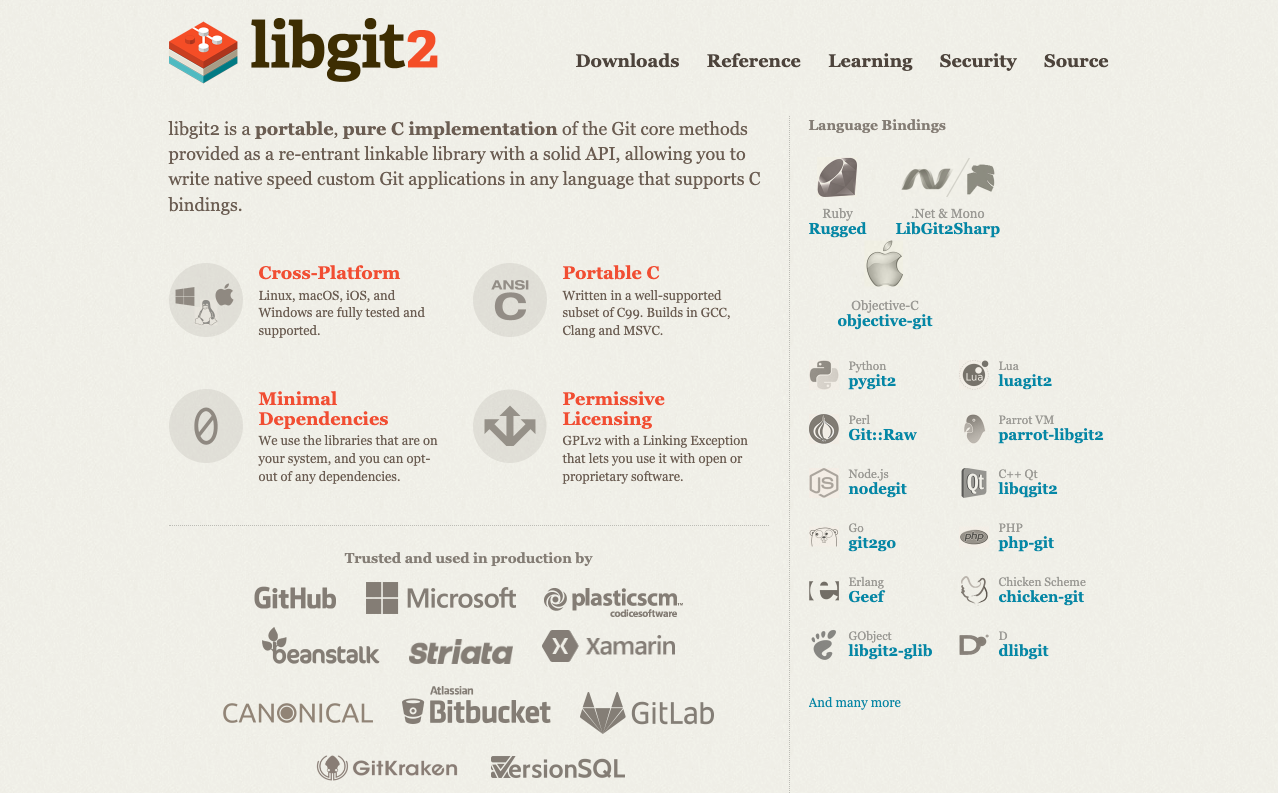 libgit2
Downloads Reference Learning Security Source
libgit2 is a portable, pure C implementation of the Git core methods
provided as a re-entrant linkable library with a solid API, allowing you to
write native speed custom Git applications in any language that supports C
bindings.
Cross-Platform
Linux, macOS, iOS, and
Windows are fully tested and
supported.
ANSI
C
Portable C
Written in a well-supported
subset of C99. Builds in GCC,
Clang and MSVC.
0
Minimal
Dependencies
We use the libraries that are on
your system, and you can opt-
out of any dependencies.
Permissive
Licensing
GPLv2 with a Linking Exception
that lets you use it with open or
proprietary software.
Trusted and used in production by
GitHub Microsoft plasticscm™
codicesoftware
beanstalk Striata Xamarin
CANONICAL Atlassian
Bitbucket GitLab
GitKraken VersionSQL
Language Bindings
Ruby
Rugged
.Net & Mono
LibGit2Sharp
Objective-C
objective-git
Python
pygit2
Lua
Lua
luagit2
Perl
Git::Raw
Parrot VM
parrot-libgit2
JS
Node.js
nodegit
Qt
C++ Qt
libqgit2
Go
git2go
php
PHP
php-git
Erlang
Geef
Chicken Scheme
chicken-git
GObject
libgit2-glib
D
D
dlibgit
And many more